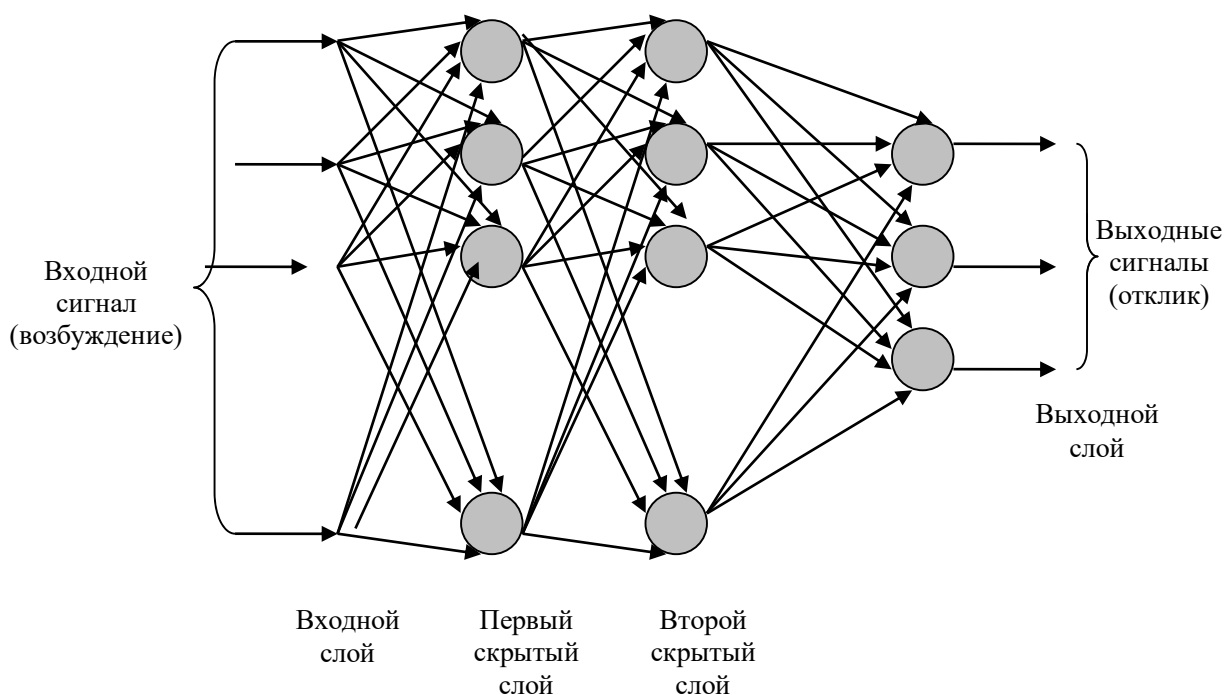 Входной
сигнал
(возбуждение)
Выходные
сигналы
(отклик)
Выходной
слой
Входной
слой
Первый
скрытый
слой
Второй
скрытый
слой